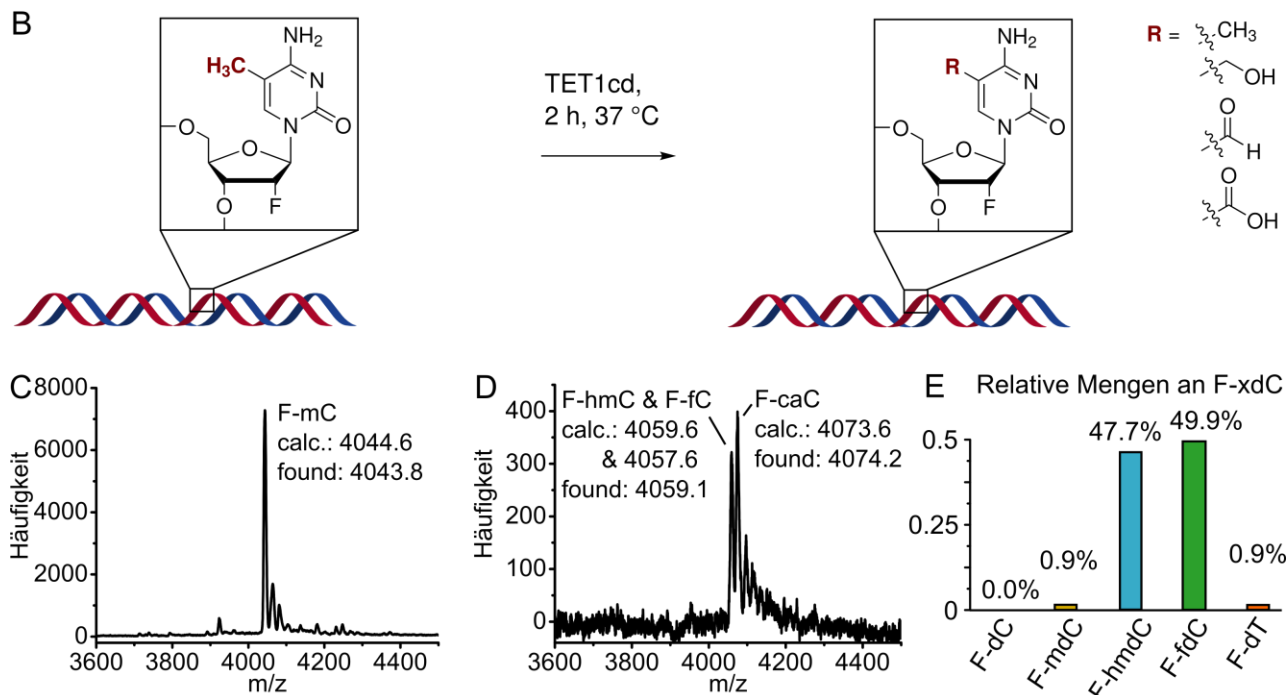 B
H₃C
NH₂
N
N
O
O
O
O
F
TET1cd,
2 h, 37 °C
R
NH₂
N
N
O
O
O
O
F
R =
CH₃
OH
O
H
O
OH
C
8000
6000
4000
2000
0
Häufigkeit
F-mC
calc.: 4044.6
found: 4043.8
3600 3800 4000 4200 4400
m/z
D
400
300
200
100
0
Häufigkeit
F-hmC & F-fC
calc.: 4059.6
& 4057.6
found: 4059.1
F-caC
calc.: 4073.6
found: 4074.2
3600 3800 4000 4200 4400
m/z
E Relative Mengen an F-xdC
0.5
0.25
0
0.0%
0.9%
47.7%
49.9%
0.9%
F-dC
F-mdC
F-hmdC
F-fdC
F-dT